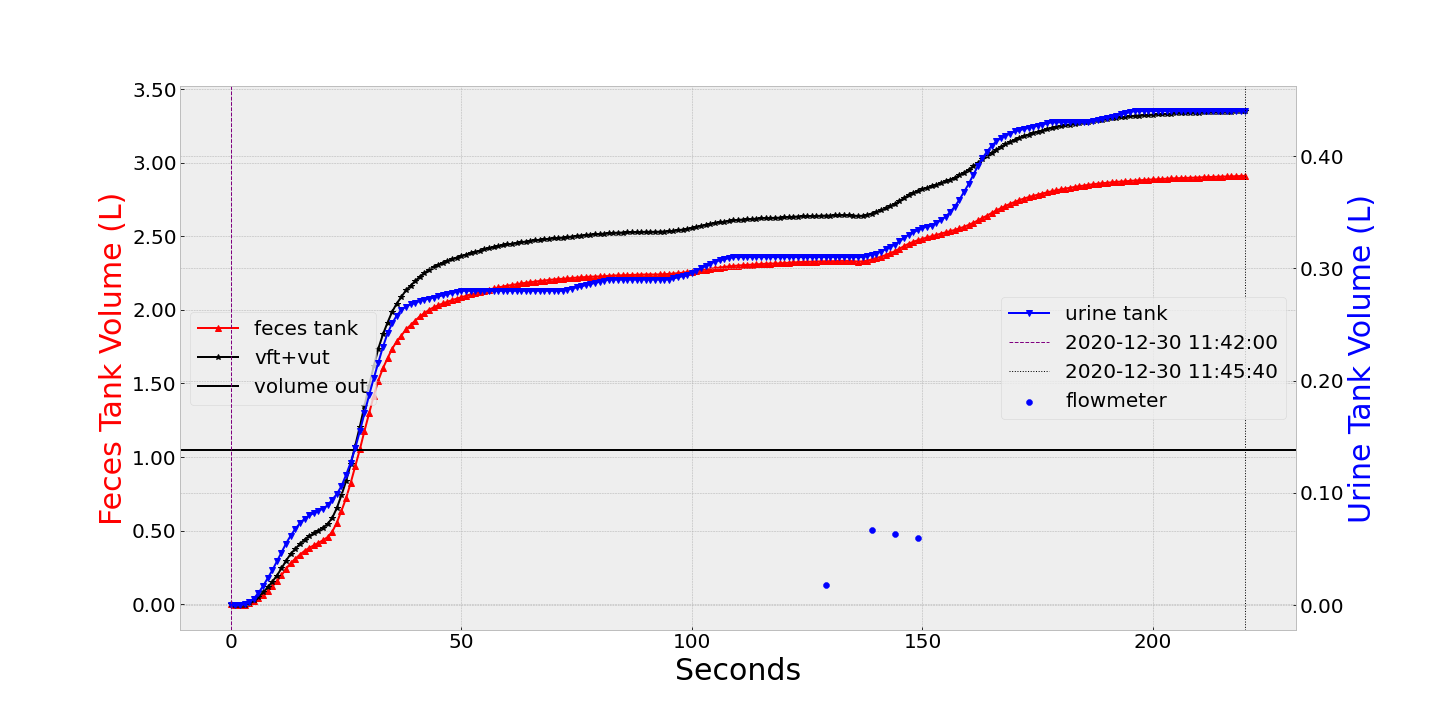 3.50
3.00
2.50
2.00
1.50
1.00
0.50
0.00
Feces Tank Volume (L)
feces tank
vft+vut
volume out
urine tank
2020-12-30 11:42:00
2020-12-30 11:45:40
flowmeter
0.40
0.30
0.20
0.10
0.00
Urine Tank Volume (L)
0 50 100 150 200
Seconds